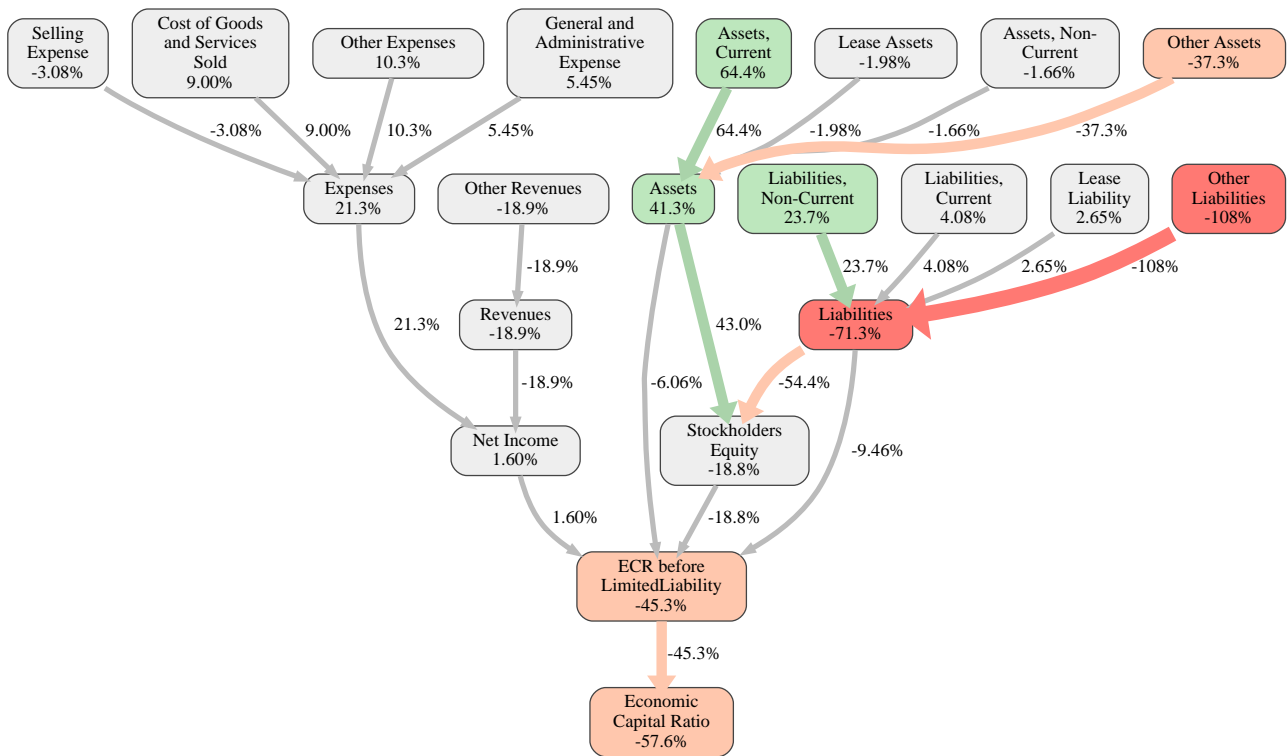 Selling
Expense
-3.08%
Cost of Goods
and Services
Sold
9.00%
Other Expenses
10.3%
General and
Administrative
Expense
5.45%
Assets,
Current
64.4%
Lease Assets
-1.98%
Assets, Non-
Current
-1.66%
Other Assets
-37.3%
-3.08%
9.00%
10.3%
5.45%
64.4%
-1.98%
-1.66%
-37.3%
Expenses
21.3%
Other Revenues
-18.9%
Assets
41.3%
Liabilities,
Non-Current
23.7%
Liabilities,
Current
4.08%
Lease
Liability
2.65%
Other
Liabilities
-108%
-18.9%
23.7%
4.08%
2.65%
-108%
21.3%
Revenues
-18.9%
43.0%
Liabilities
-71.3%
-18.9%
-6.06%
-54.4%
Net Income
1.60%
Stockholders
Equity
-18.8%
-9.46%
1.60%
-18.8%
ECR before
LimitedLiability
-45.3%
-45.3%
Economic
Capital Ratio
-57.6%